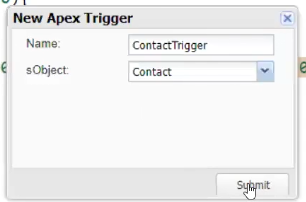 New Apex Trigger
Name: ContactTrigger
sObject: Contact
Submit